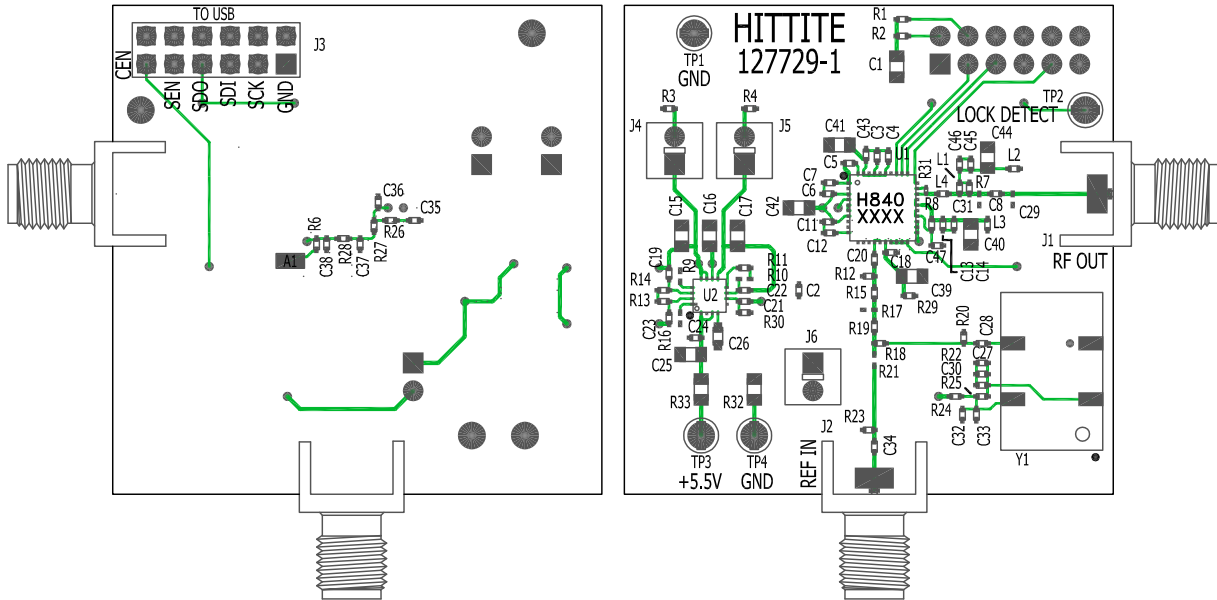 TO USB
J3
CEN
SEN
SDO
SDI
SCK
GND
C36
C35
R26
R6
R28
R27
C38
C37
A1
HITTITE
127729-1
TP1
GND
R1
R2
C1
TP2
LOCK DETECT
R3
R4
J4
J5
C41
C43
C3
C4
U1
C5
C7
C6
C42
C11
C12
H840
XXXX
R31
C46
C45
C44
L1
L2
L4
R7
R8
C31
C8
C29
L3
C40
C47
C13
C14
J1
RF OUT
C15
C16
C17
C19
R9
R11
R10
R14
R13
U2
C22
C21
R30
C2
C23
R16
C24
C25
C26
C20
C18
R12
C39
R15
R29
R17
R19
R18
R21
R20
C28
R22
C27
C30
R25
R24
C32
C33
Y1
J6
R33
R32
R23
J2
C34
REF IN
TP3
+5.5V
TP4
GND